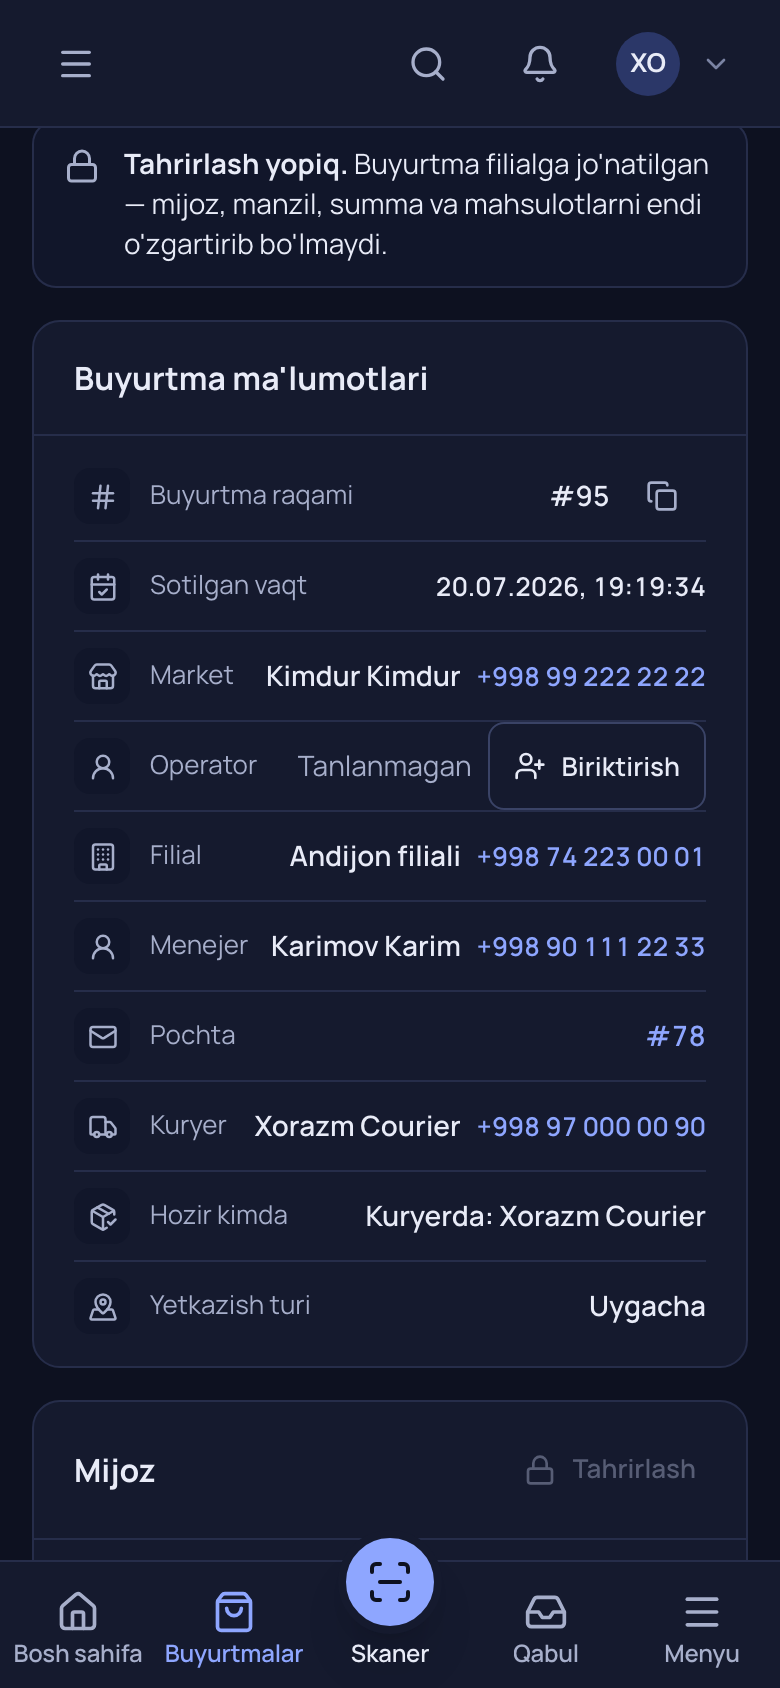 XO
Tahrirlash yopiq. Buyurtma filialga jo'natilgan
— mijoz, manzil, summa va mahsulotlarni endi
o'zgartirib bo'lmaydi.
Buyurtma ma'lumotlari
Buyurtma raqami #95
Sotilgan vaqt 20.07.2026, 19:19:34
Market Kimdur Kimdur +998 99 222 22 22
Operator Tanlanmagan Biriktirish
Filial Andijon filiali +998 74 223 00 01
Menejer Karimov Karim +998 90 111 22 33
Pochta #78
Kuryer Xorazm Courier +998 97 000 00 90
Hozir kimda Kuryerda: Xorazm Courier
Yetkazish turi Uygacha
Mijoz Tahrirlash
Bosh sahifa Buyurtmalar Skaner Qabul Menyu